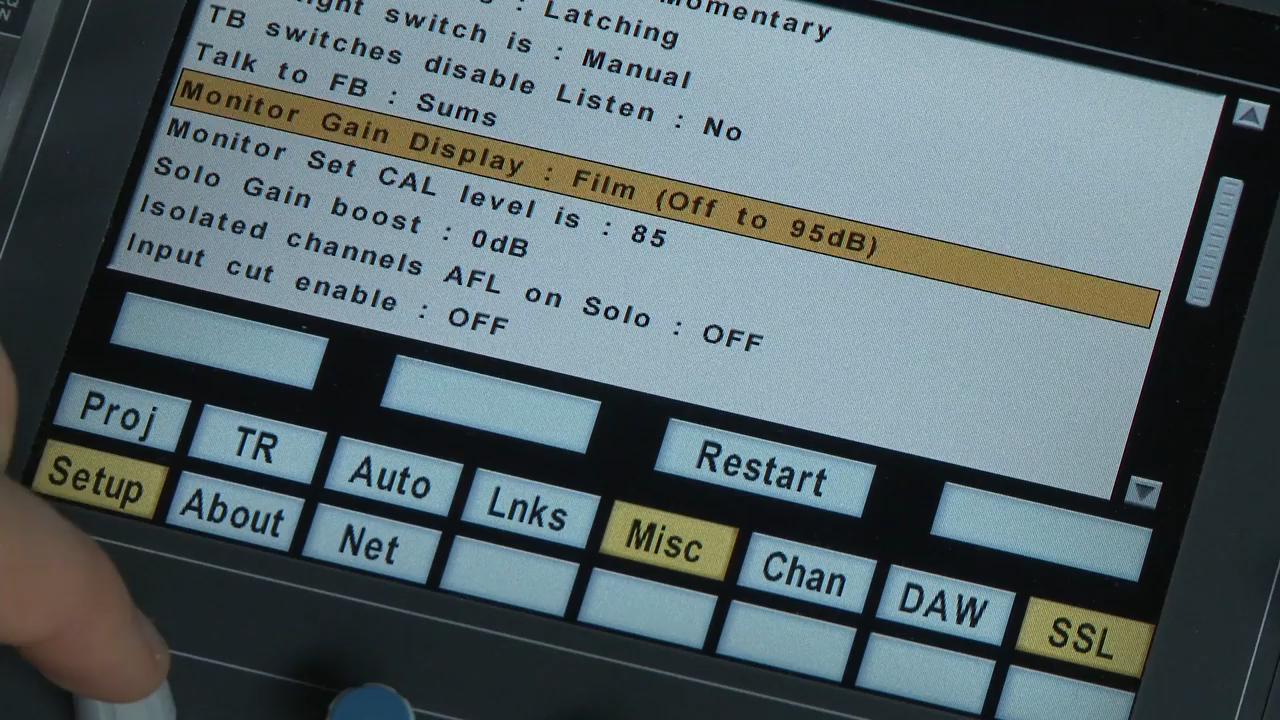 : Latching
switch is : Manual
TB switches disable Listen : No
Talk to FB : Sums
Monitor Gain Display : Film (Off to 95dB)
Monitor Set CAL level is : 85
Solo Gain boost : 0dB
Isolated channels AFL on Solo : OFF
Input cut enable : OFF
Restart
Proj TR Auto Lnks Misc Chan DAW SSL
Setup About Net